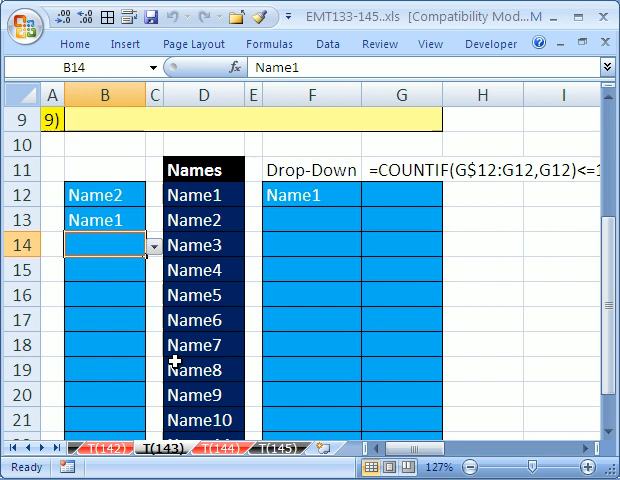 EMT133-145..xls [Compatibility Mod... M
Home Insert Page Layout Formulas Data Review View Developer
B14 fx Name1
A B C D E F G H I
9 9)
10
11 Names Drop-Down =COUNTIF(G$12:G12,G12)<=1
12 Name2 Name1 Name1
13 Name1 Name2
14 Name3
15 Name4
16 Name5
17 Name6
18 Name7
19 Name8
20 Name9
21 Name10
T(142) T(143) T(144) T(145)
Ready 127%